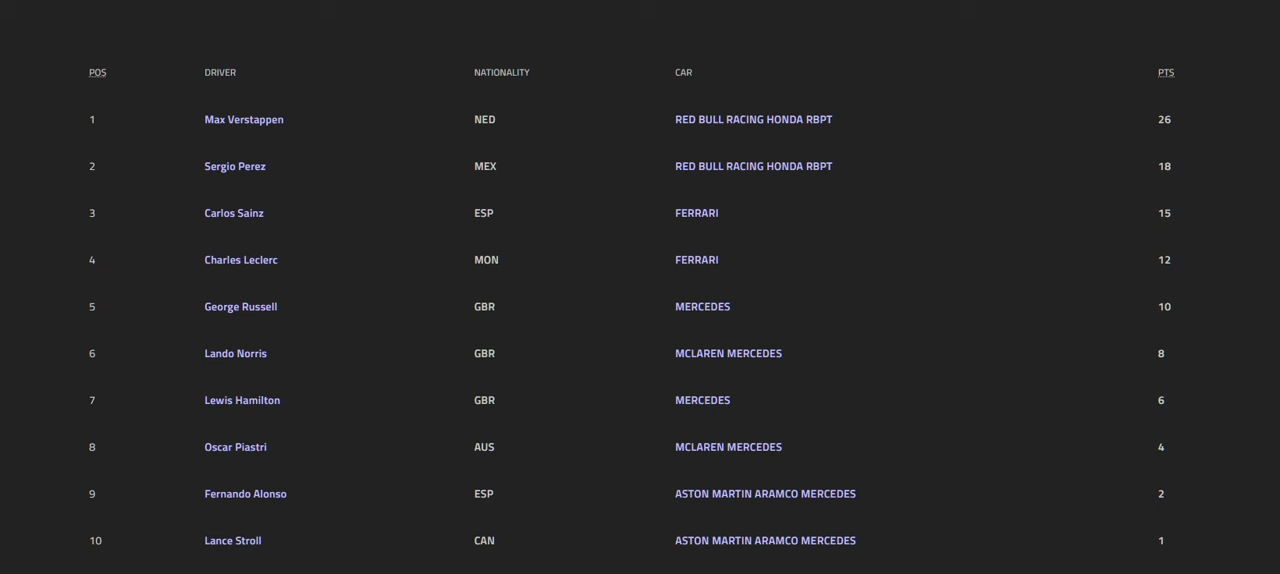 POS DRIVER NATIONALITY CAR PTS
1 Max Verstappen NED RED BULL RACING HONDA RBPT 26
2 Sergio Perez MEX RED BULL RACING HONDA RBPT 18
3 Carlos Sainz ESP FERRARI 15
4 Charles Leclerc MON FERRARI 12
5 George Russell GBR MERCEDES 10
6 Lando Norris GBR MCLAREN MERCEDES 8
7 Lewis Hamilton GBR MERCEDES 6
8 Oscar Piastri AUS MCLAREN MERCEDES 4
9 Fernando Alonso ESP ASTON MARTIN ARAMCO MERCEDES 2
10 Lance Stroll CAN ASTON MARTIN ARAMCO MERCEDES 1